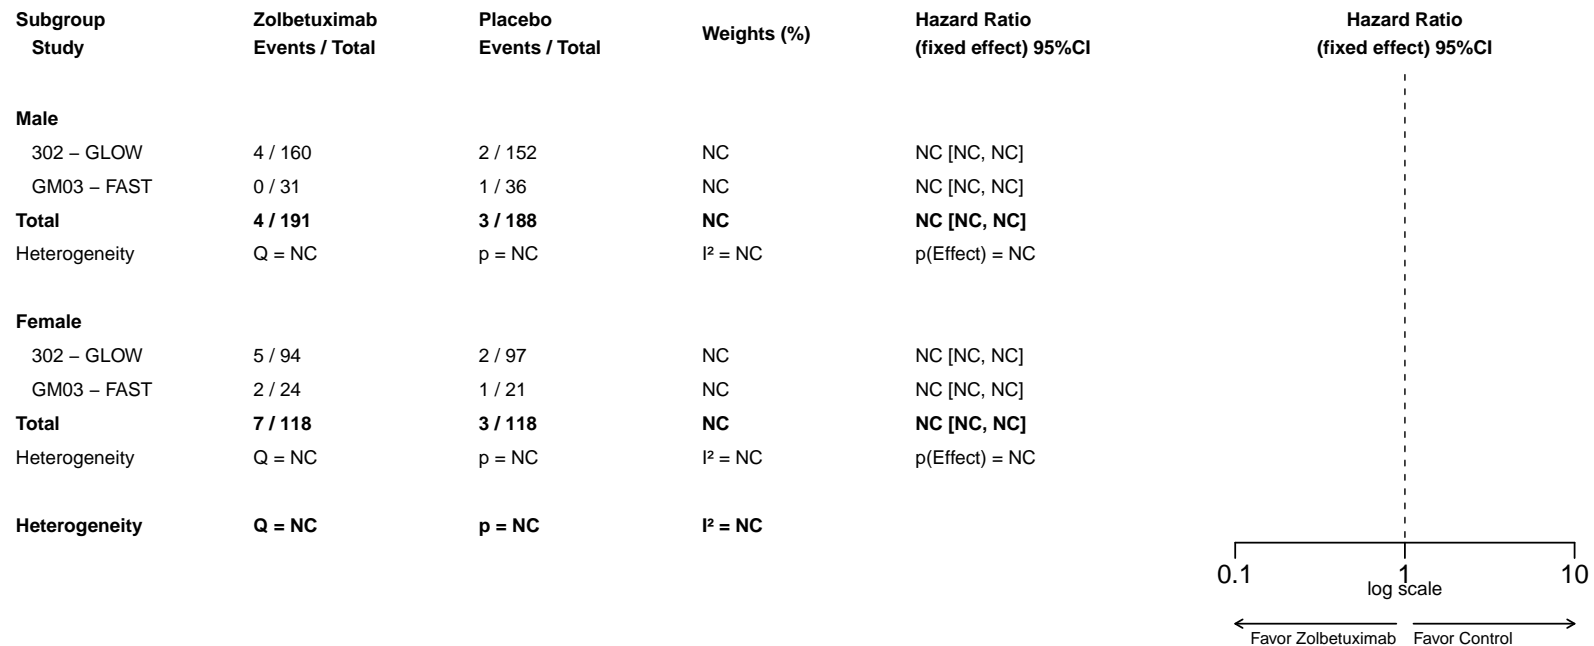 Subgroup Zolbetuximab Placebo Weights (%) Hazard Ratio Hazard Ratio
Study Events / Total Events / Total (fixed effect) 95%CI (fixed effect) 95%CI
Male
302 – GLOW 4 / 160 2 / 152 NC NC [NC, NC]
GM03 – FAST 0 / 31 1 / 36 NC NC [NC, NC]
Total 4 / 191 3 / 188 NC NC [NC, NC]
Heterogeneity Q = NC p = NC I² = NC p(Effect) = NC
Female
302 – GLOW 5 / 94 2 / 97 NC NC [NC, NC]
GM03 – FAST 2 / 24 1 / 21 NC NC [NC, NC]
Total 7 / 118 3 / 118 NC NC [NC, NC]
Heterogeneity Q = NC p = NC I² = NC p(Effect) = NC
Heterogeneity Q = NC p = NC I² = NC
0.1 1 10
log scale
Favor Zolbetuximab Favor Control